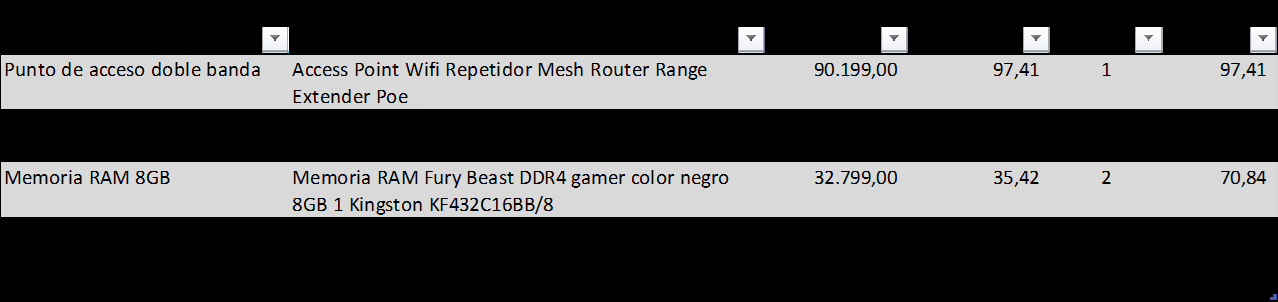 Punto de acceso doble banda Access Point Wifi Repetidor Mesh Router Range 90.199,00 97,41 1 97,41
Extender Poe
Memoria RAM 8GB Memoria RAM Fury Beast DDR4 gamer color negro 32.799,00 35,42 2 70,84
8GB 1 Kingston KF432C16BB/8